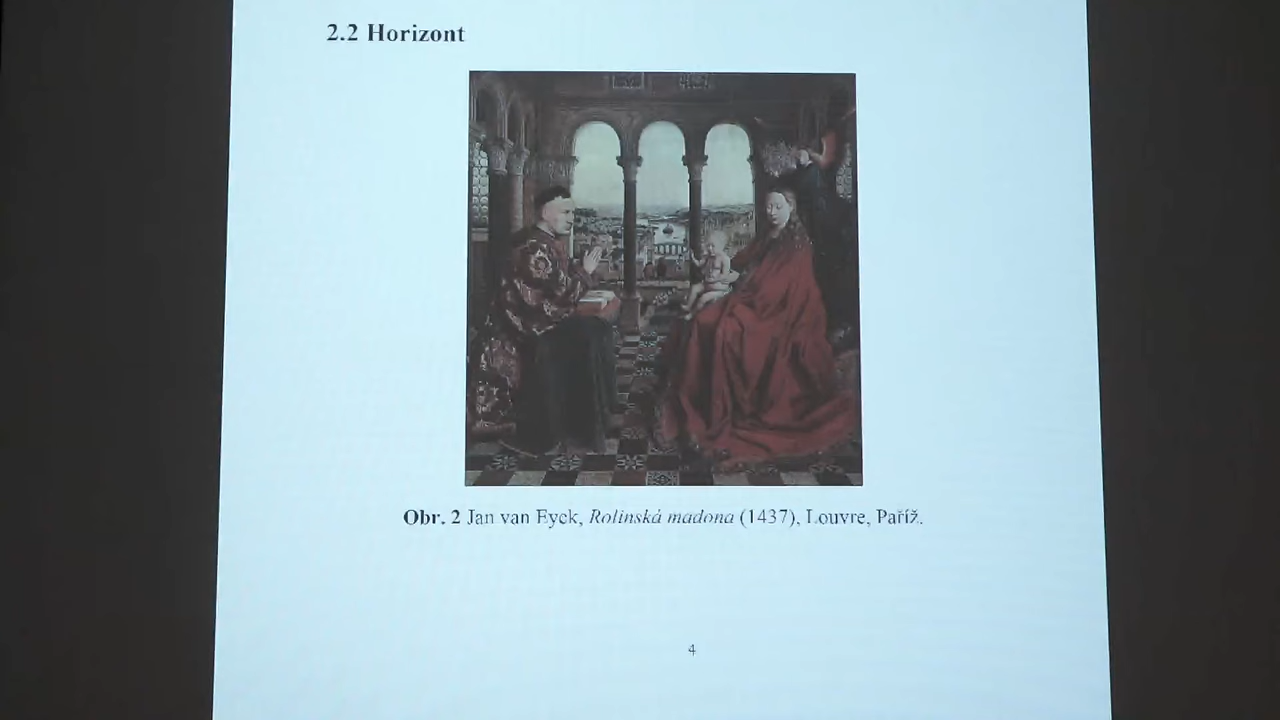 2.2 Horizont
Obr. 2 Jan van Eyck, Rolinská madona (1437), Louvre, Paříž.
4